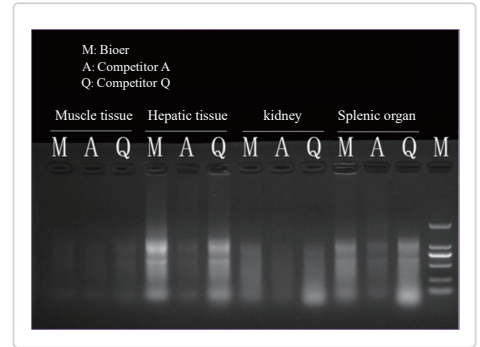 M: Bioer
A: Competitor A
Q: Competitor Q
Muscle tissue Hepatic tissue kidney Splenic organ
M A Q M A Q M A Q M A Q M